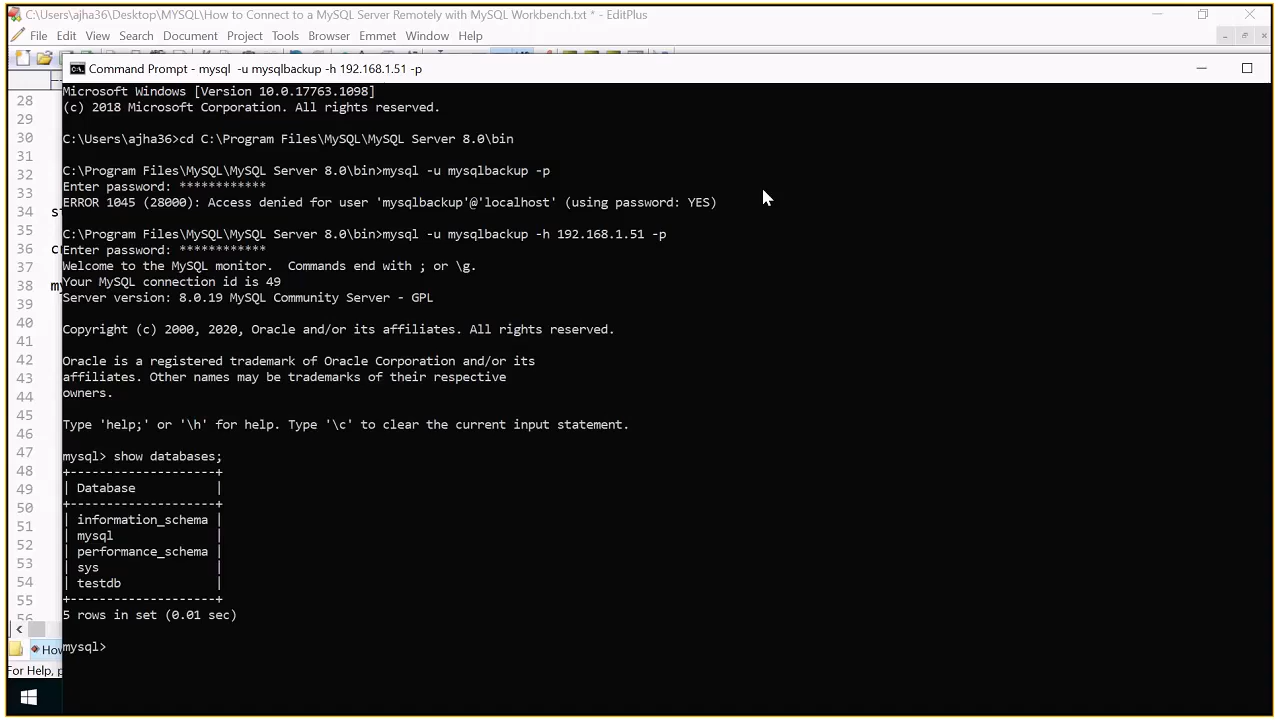 C:\Users\ajha36\Desktop\MYSQL\How to Connect to a MySQL Server Remotely with MySQL Workbench.txt * - EditPlus
File Edit View Search Document Project Tools Browser Emmet Window Help
Command Prompt - mysql  -u mysqlbackup -h 192.168.1.51 -p
Microsoft Windows [Version 10.0.17763.1098]
28
(c) 2018 Microsoft Corporation. All rights reserved.
29
30
C:\Users\ajha36>cd C:\Program Files\MySQL\MySQL Server 8.0\bin
31
32
C:\Program Files\MySQL\MySQL Server 8.0\bin>mysql -u mysqlbackup -p
33
Enter password: ************
34
ERROR 1045 (28000): Access denied for user 'mysqlbackup'@'localhost' (using password: YES)
35
C:\Program Files\MySQL\MySQL Server 8.0\bin>mysql -u mysqlbackup -h 192.168.1.51 -p
36
Enter password: ************
37
Welcome to the MySQL monitor.  Commands end with ; or \g.
38
Your MySQL connection id is 49
39
Server version: 8.0.19 MySQL Community Server - GPL
40
Copyright (c) 2000, 2020, Oracle and/or its affiliates. All rights reserved.
41
42
Oracle is a registered trademark of Oracle Corporation and/or its
43
affiliates. Other names may be trademarks of their respective
44
owners.
45
46
Type 'help;' or '\h' for help. Type '\c' to clear the current input statement.
47
mysql> show databases;
48
+--------------------+
49
| Database           |
50
+--------------------+
51
| information_schema |
52
| mysql              |
53
| performance_schema |
54
| sys                |
| testdb             |
55
+--------------------+
56
5 rows in set (0.01 sec)
How
mysql>
For Help, p